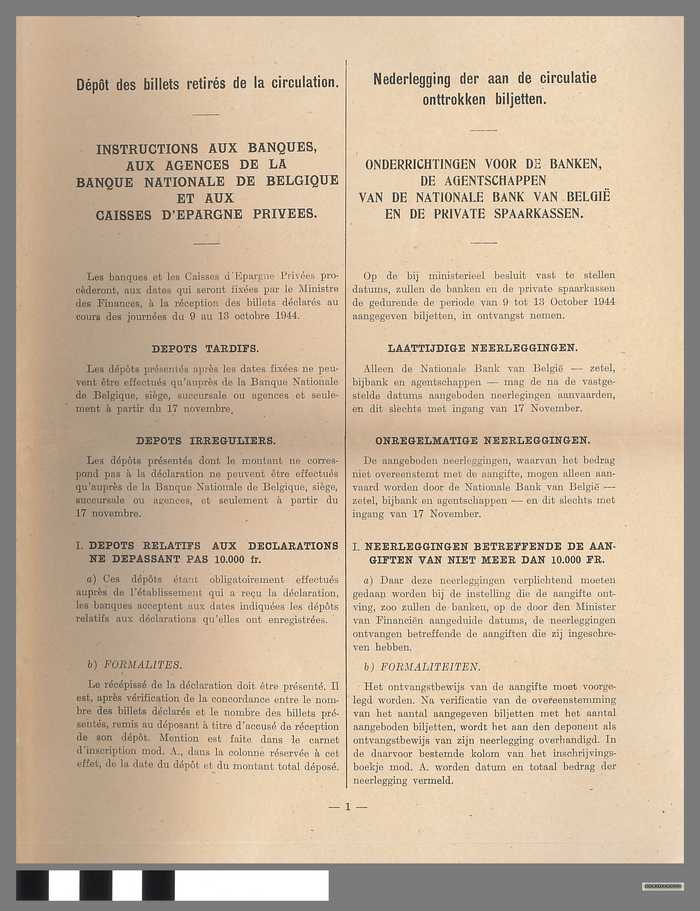 Dépôt des billets retirés de la circulation.
INSTRUCTIONS AUX BANQUES,
AUX AGENCES DE LA
BANQUE NATIONALE DE BELGIQUE
ET AUX
CAISSES D'EPARGNE PRIVEES.
Les banques et les Caisses d'Epargne Privées pro-
cèderont, aux dates qui seront fixées par le Ministre
des Finances, à la réception des billets déclarés au
cours des journées du 9 au 13 octobre 1944.
DEPOTS TARDIFS.
Les dépôts présentés après les dates fixées ne peu-
vent être effectués qu'auprès de la Banque Nationale
de Belgique, siège, succursale ou agences et seule-
ment à partir du 17 novembre.
DEPOTS IRREGULIERS.
Les dépôts présentés dont le montant ne corres-
pond pas à la déclaration ne peuvent être effectués
qu'auprès de la Banque Nationale de Belgique, siège,
succursale ou agences, et seulement à partir du
17 novembre.
I. DEPOTS RELATIFS AUX DECLARATIONS
NE DEPASSANT PAS 10.000 fr.
a) Ces dépôts étant obligatoirement effectués
auprès de l'établissement qui a reçu la déclaration,
les banques acceptent aux dates indiquées les dépôts
relatifs aux déclarations qu'elles ont enregistrées.
b) FORMALITES.
Le récépissé de la déclaration doit être présenté. Il
est, après vérification de la concordance entre le nom-
bre des billets déclarés et le nombre des billets pré-
sentés, remis au déposant à titre d'accusé de réception
de son dépôt. Mention est faite dans le carnet
d'inscription mod. A., dans la colonne réservée à cet
effet, de la date du dépôt et du montant total déposé.
Nederlegging der aan de circulatie
onttrokken biljetten.
ONDERRICHTINGEN VOOR DE BANKEN,
DE AGENTSCHAPPEN
VAN DE NATIONALE BANK VAN BELGIË
EN DE PRIVATE SPAARKASSEN.
Op de bij ministerieel besluit vast te stellen
datums, zullen de banken en de private spaarkassen
de gedurende de periode van 9 tot 13 October 1944
aangegeven biljetten, in ontvangst nemen.
LAATTIJDIGE NEERLEGGINGEN.
Alleen de Nationale Bank van België — zetel,
bijbank en agentschappen — mag de na de vastge-
stelde datums aangeboden neerlegingen aanvaarden,
en dit slechts met ingang van 17 November.
ONREGELMATIGE NEERLEGGINGEN.
De aangeboden neerleggingen, waarvan het bedrag
niet overeenstemt met de aangifte, mogen alleen aan-
vaard worden door de Nationale Bank van België —
zetel, bijbank en agentschappen — en dit slechts met
ingang van 17 November.
I. NEERLEGGINGEN BETREFFENDE DE AAN-
GIFTEN VAN NIET MEER DAN 10.000 FR.
a) Daar deze neerleggingen verplichtend moeten
gedaan worden bij de instelling die de aangifte ont-
ving, zoo zullen de banken, op de door den Minister
van Financiën aangeduide datums, de neerleggingen
ontvangen betreffende de aangiften die zij ingeschre-
ven hebben.
b) FORMALITEITEN.
Het ontvangstbewijs van de aangifte moet voorge-
legd worden. Na verificatie van de overeenstemming
van het aantal aangegeven biljetten met het aantal
aangeboden biljetten, wordt het aan den deponent als
ontvangstbewijs van zijn neerlegging overhandigd. In
de daarvoor bestemde kolom van het inschrijvings-
boekje mod. A. worden datum en totaal bedrag der
neerlegging vermeld.
— 1 —